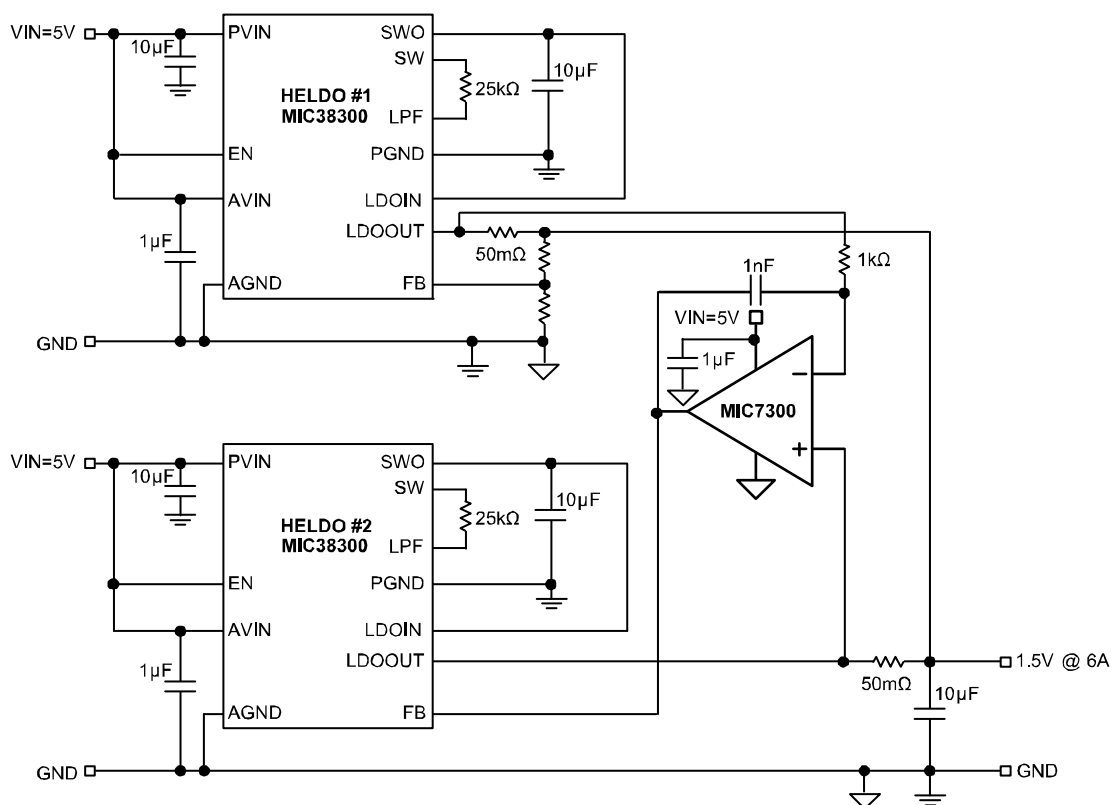 VIN=5V
PVIN
SWO
10µF
SW
10µF
25kΩ
HELDO #1
MIC38300
LPF
EN
PGND
AVIN
LDOIN
LDOOUT
1µF
50mΩ
1kΩ
1nF
AGND
FB
VIN=5V
GND
1µF
MIC7300
VIN=5V
PVIN
SWO
10µF
SW
10µF
25kΩ
HELDO #2
MIC38300
LPF
EN
PGND
AVIN
LDOIN
LDOOUT
1.5V @ 6A
1µF
50mΩ
10µF
AGND
FB
GND
GND